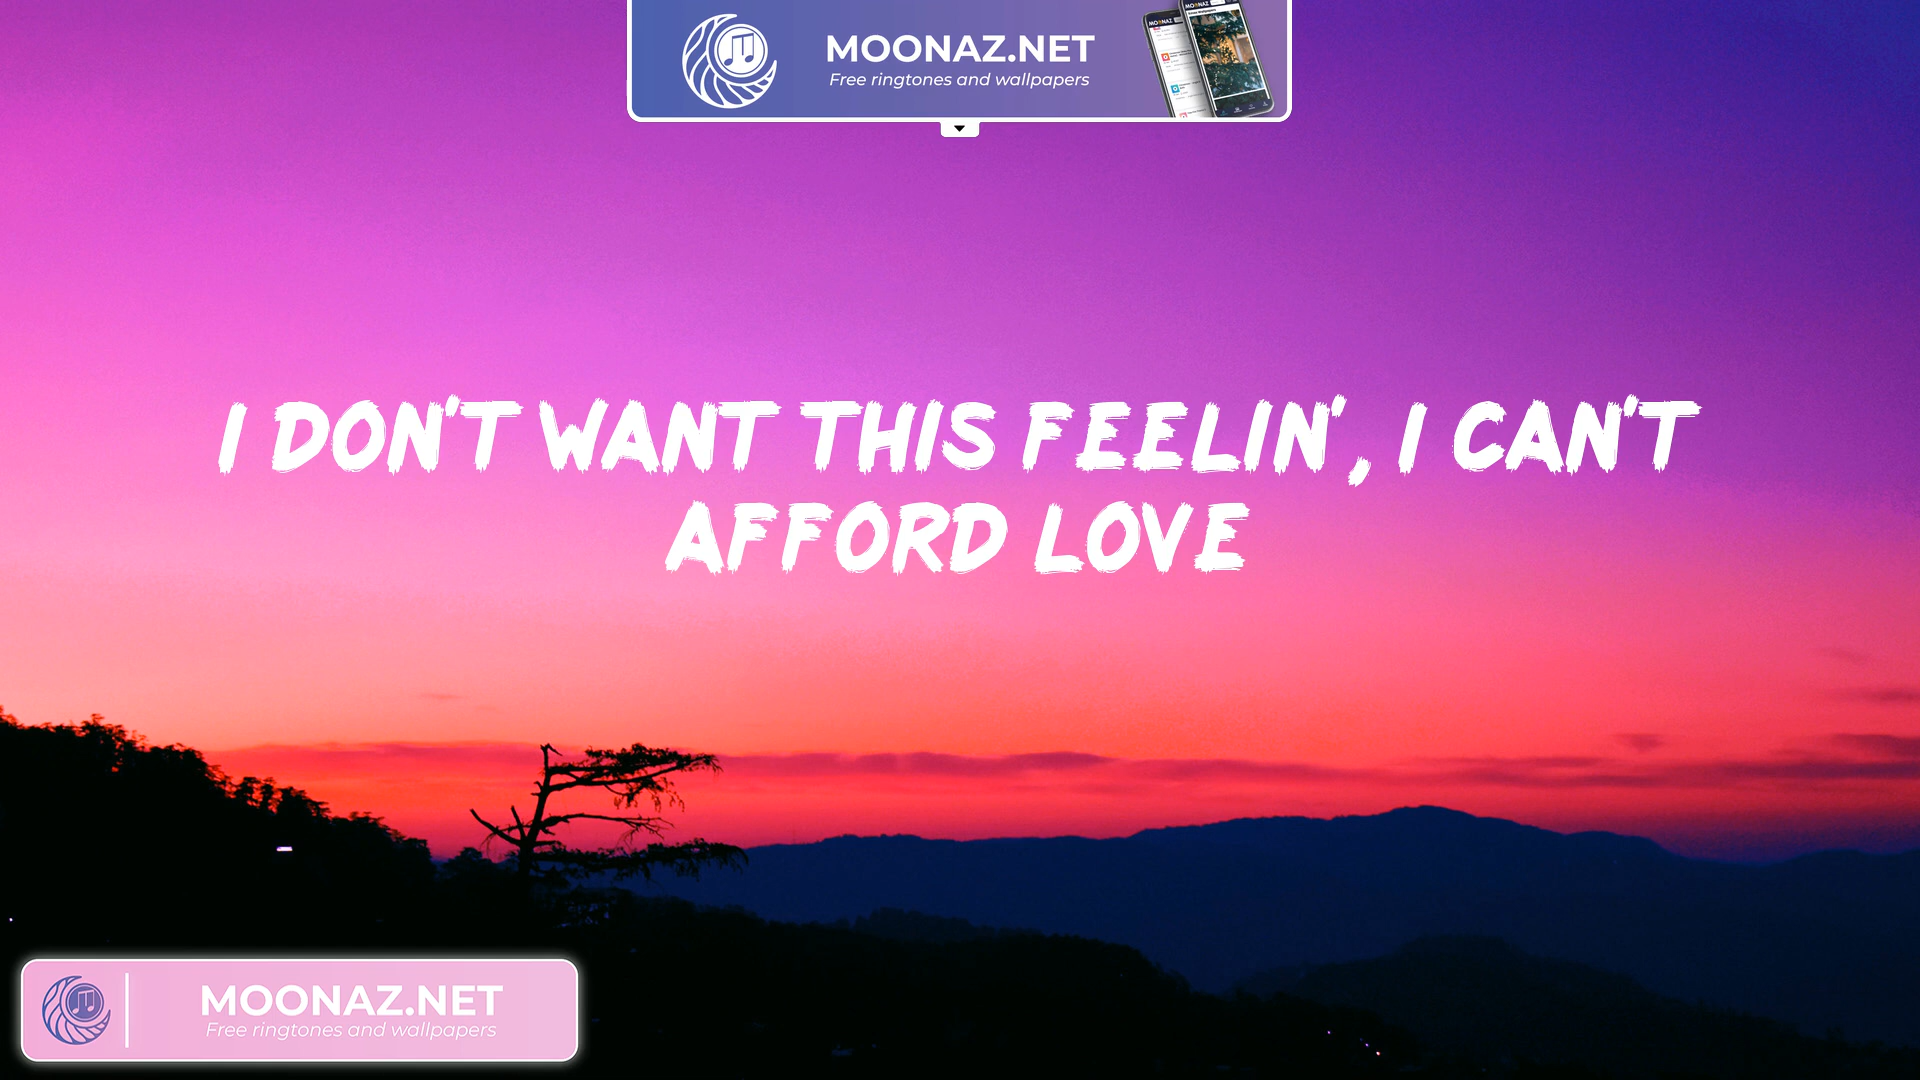 MOONAZ.NET
Free ringtones and wallpapers
I DON'T WANT THIS FEELIN', I CAN'T
AFFORD LOVE
MOONAZ.NET
Free ringtones and wallpapers